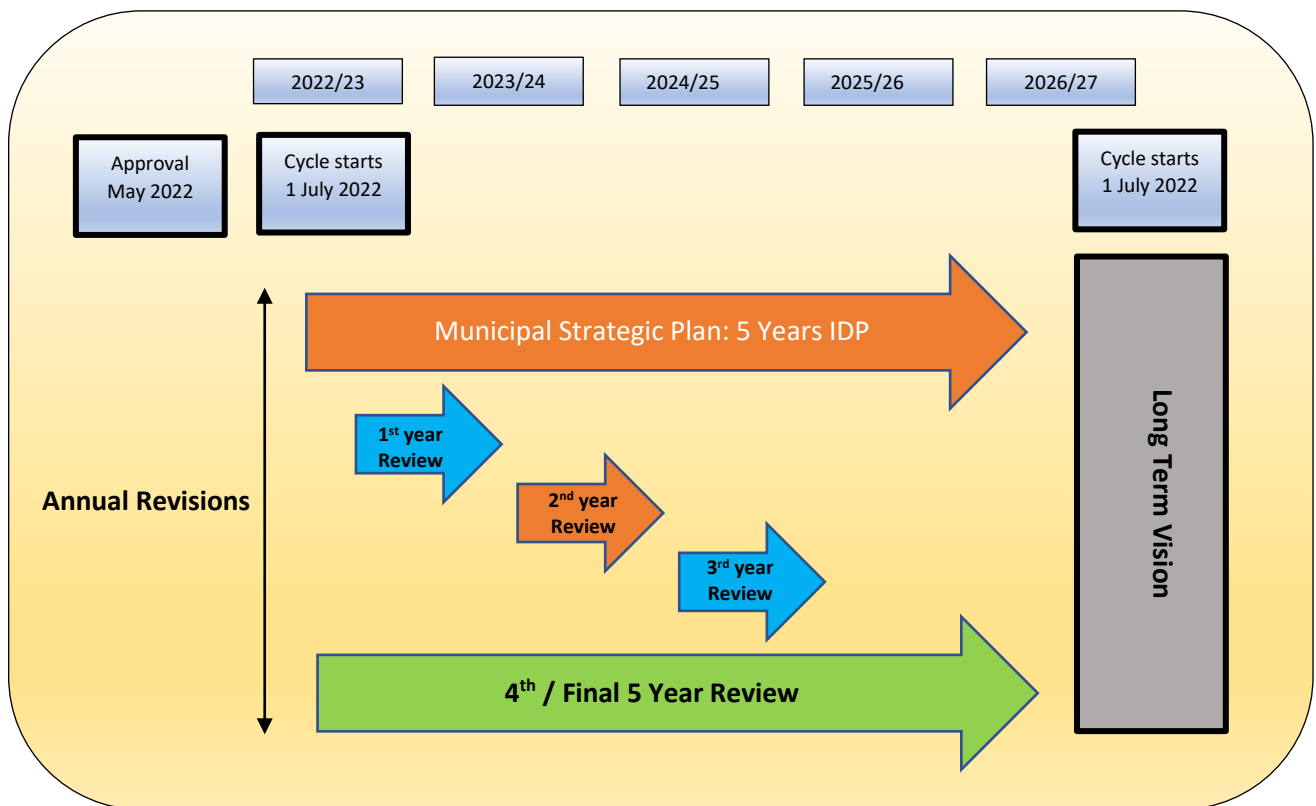 2022/23
2023/24
2024/25
2025/26
2026/27
Approval
May 2022
Cycle starts
1 July 2022
Cycle starts
1 July 2022
Municipal Strategic Plan: 5 Years IDP
1st year
Review
Annual Revisions
2nd year
Review
3rd year
Review
4th / Final 5 Year Review
Long Term Vision